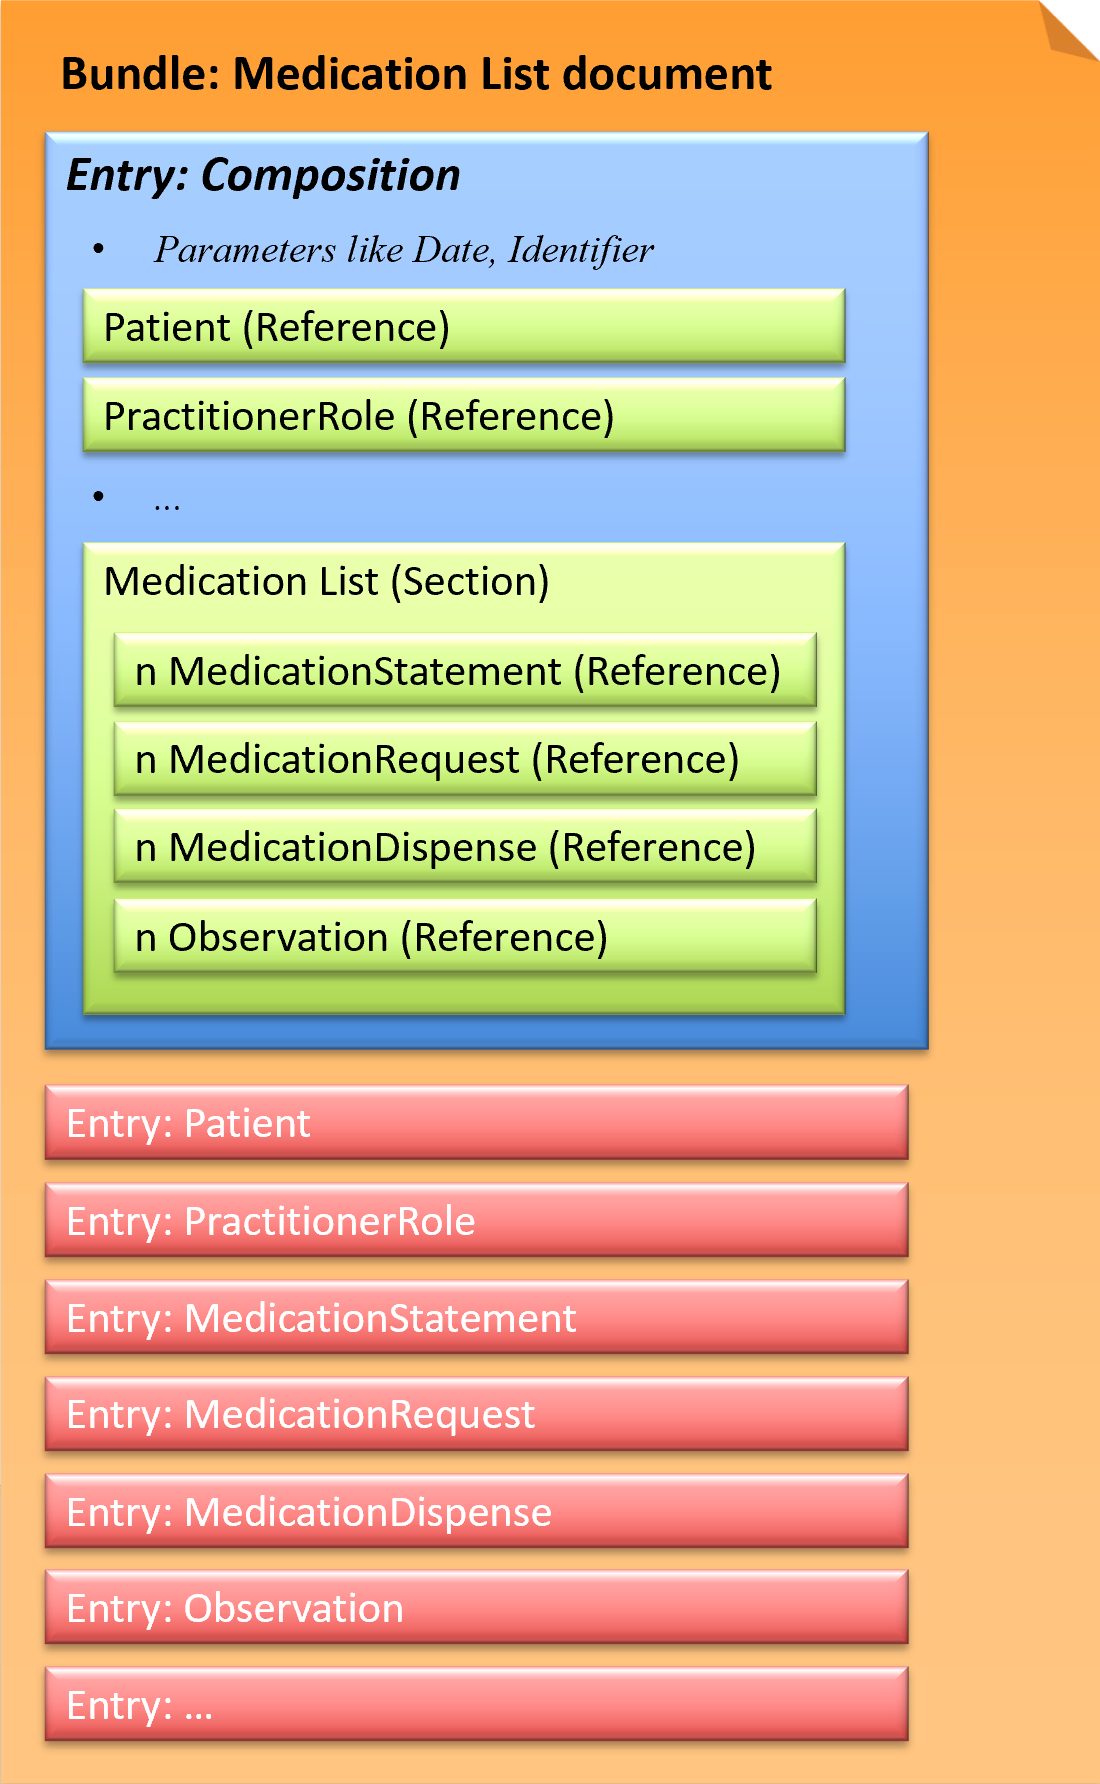 Bundle: Medication List document
Entry: Composition
• Parameters like Date, Identifier
Patient (Reference)
PractitionerRole (Reference)
• ...
Medication List (Section)
n MedicationStatement (Reference)
n MedicationRequest (Reference)
n MedicationDispense (Reference)
n Observation (Reference)
Entry: Patient
Entry: PractitionerRole
Entry: MedicationStatement
Entry: MedicationRequest
Entry: MedicationDispense
Entry: Observation
Entry: ...